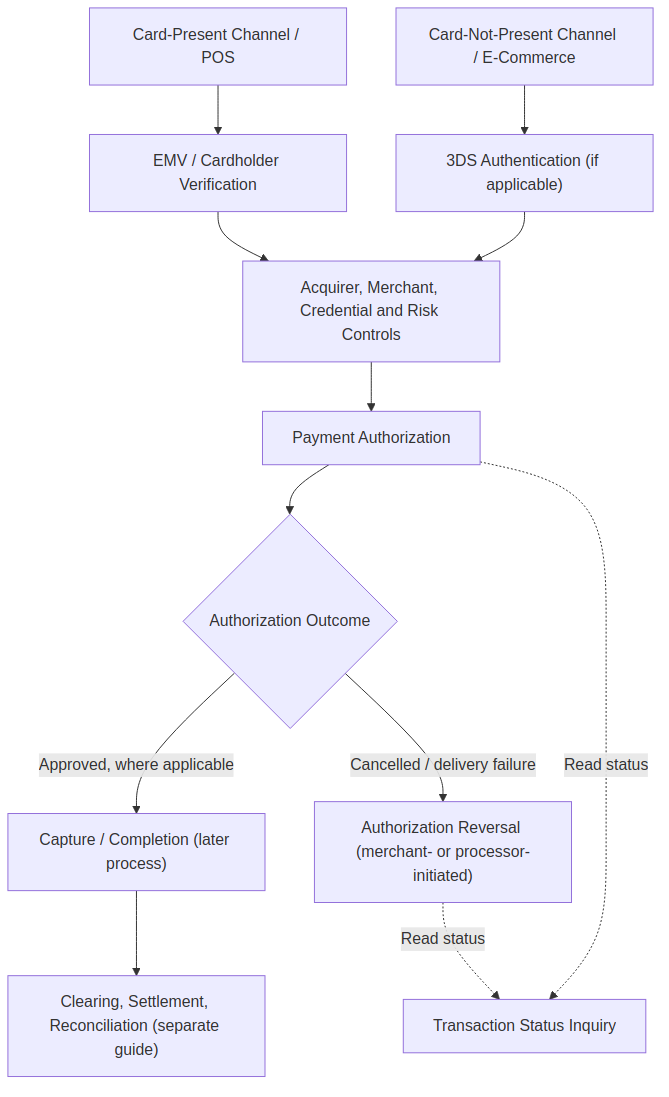 Card-Present Channel /
POS
Card-Not-Present Channel
/ E-Commerce
EMV / Cardholder
Verification
3DS Authentication (if
applicable)
Acquirer, Merchant,
Credential and Risk
Controls
Payment Authorization
Authorization Outcome
Approved, where applicable
Cancelled / delivery failure
Read status
Capture / Completion (later
process)
Authorization Reversal
(merchant- or processor-
initiated)
Read status
Clearing, Settlement,
Reconciliation (separate
guide)
Transaction Status Inquiry